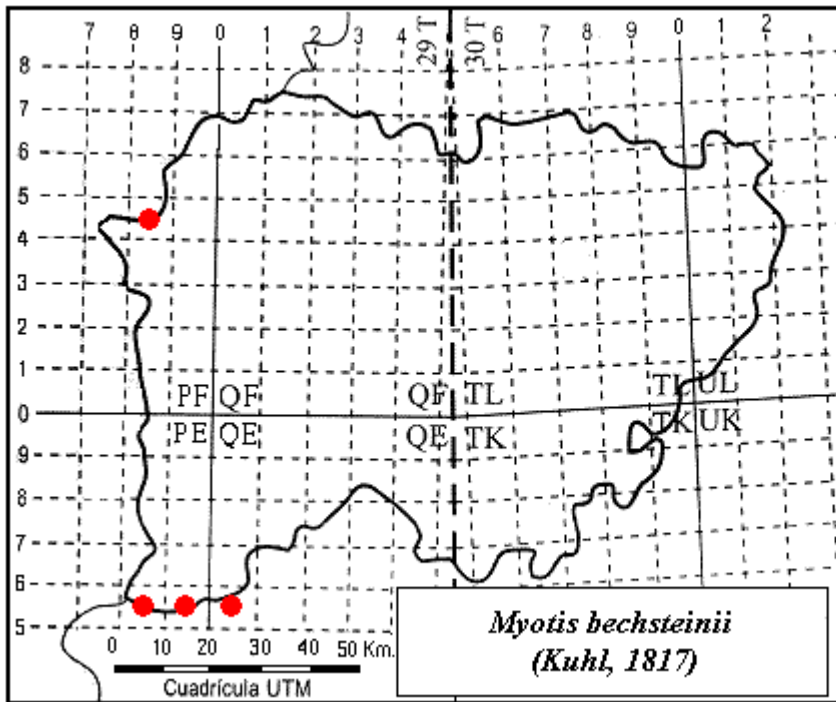 7 8 9 0 1 2 3 4 29 T 30 T 6 7 8 9 0 1 2
8
7
6
5
4
3
2
1
PF QF QF TL TL UL
0
PE QE QE TK TK UK
9
8
7
6
5
0 10 20 30 40 50 Km.
Cuadrícula UTM
Myotis bechsteinii
(Kuhl, 1817)